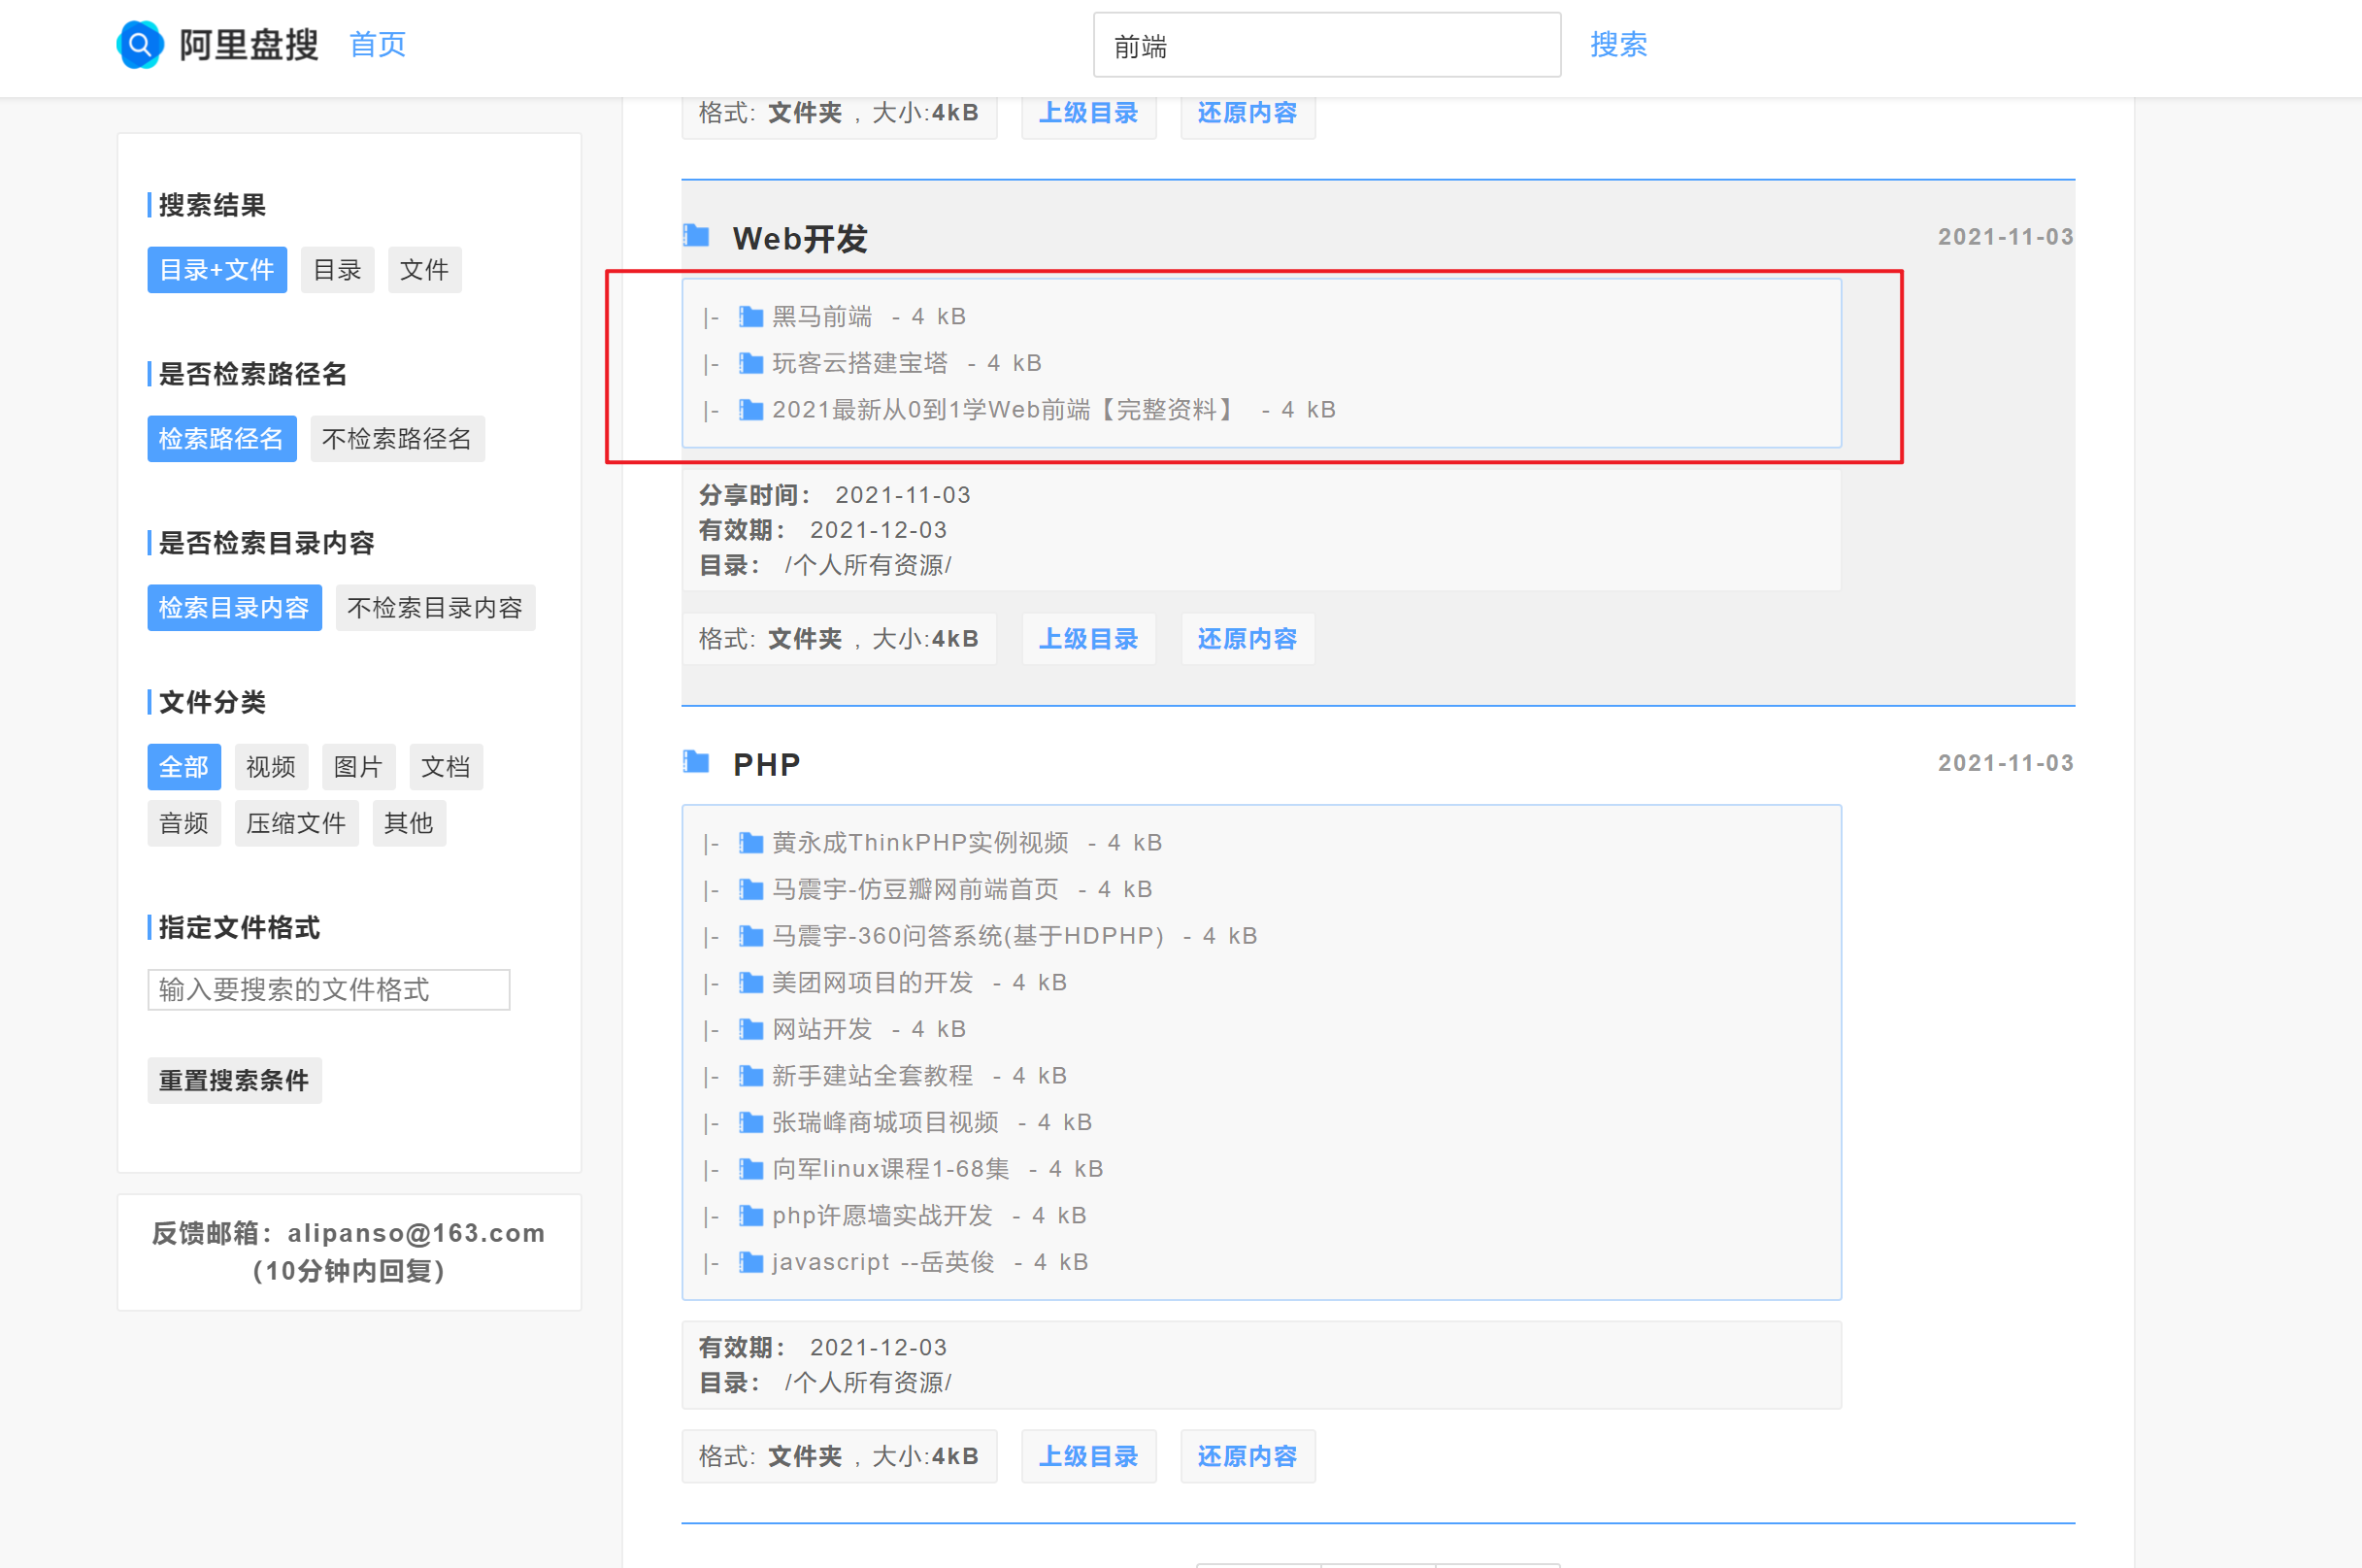 阿里盘搜 首页 前端 搜索
搜索结果
目录+文件 目录 文件
是否检索路径名
检索路径名 不检索路径名
是否检索目录内容
检索目录内容 不检索目录内容
文件分类
全部 视频 图片 文档
音频 压缩文件 其他
指定文件格式
输入要搜索的文件格式
重置搜索条件
反馈邮箱：alipanso@163.com
（10分钟内回复）
格式: 文件夹 , 大小:4kB 上级目录 还原内容
Web开发 2021-11-03
|- 黑马前端 - 4 kB
|- 玩客云搭建宝塔 - 4 kB
|- 2021最新从0到1学Web前端【完整资料】 - 4 kB
分享时间： 2021-11-03
有效期： 2021-12-03
目录： /个人所有资源/
格式: 文件夹 , 大小:4kB 上级目录 还原内容
PHP 2021-11-03
|- 黄永成ThinkPHP实例视频 - 4 kB
|- 马震宇-仿豆瓣网前端首页 - 4 kB
|- 马震宇-360问答系统(基于HDPHP) - 4 kB
|- 美团网项目的开发 - 4 kB
|- 网站开发 - 4 kB
|- 新手建站全套教程 - 4 kB
|- 张瑞峰商城项目视频 - 4 kB
|- 向军linux课程1-68集 - 4 kB
|- php许愿墙实战开发 - 4 kB
|- javascript --岳英俊 - 4 kB
有效期： 2021-12-03
目录： /个人所有资源/
格式: 文件夹 , 大小:4kB 上级目录 还原内容